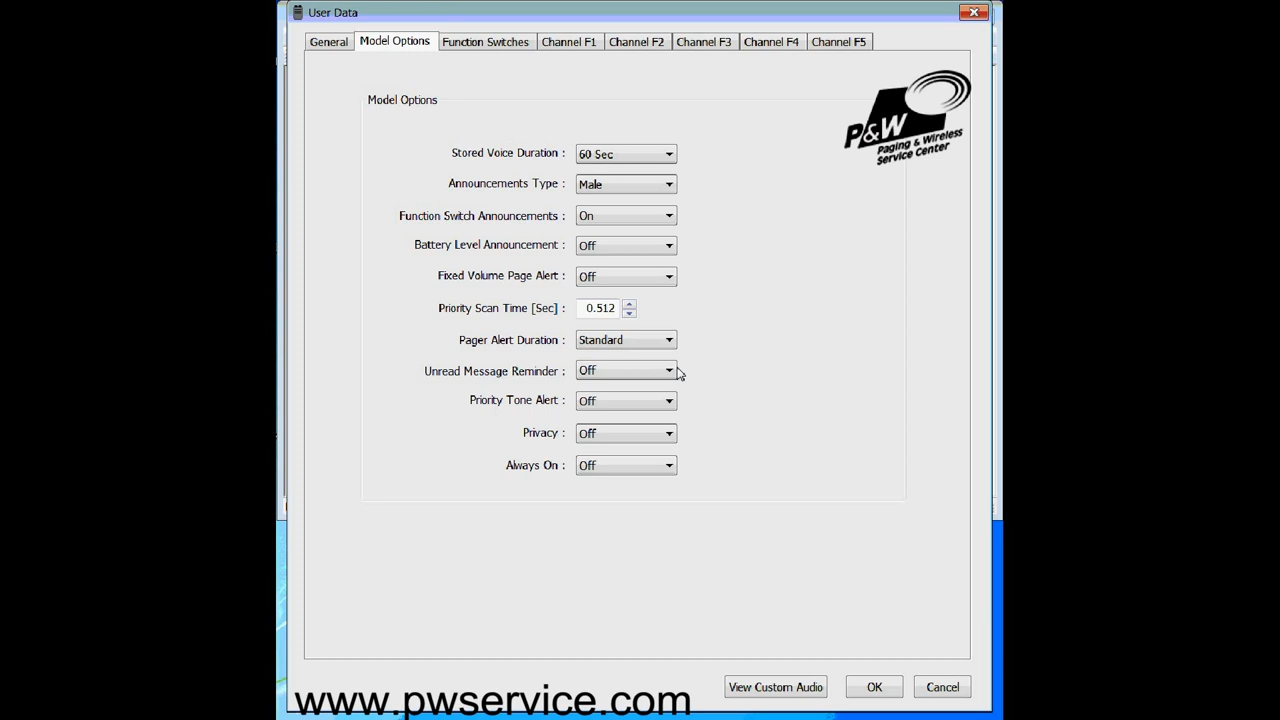 User Data
General Model Options Function Switches Channel F1 Channel F2 Channel F3 Channel F4 Channel F5
P&W
Paging & Wireless
Service Center
Model Options
Stored Voice Duration : 60 Sec
Announcements Type : Male
Function Switch Announcements : On
Battery Level Announcement : Off
Fixed Volume Page Alert : Off
Priority Scan Time [Sec] : 0.512
Pager Alert Duration : Standard
Unread Message Reminder : Off
Priority Tone Alert : Off
Privacy : Off
Always On : Off
View Custom Audio OK Cancel
www.pwservice.com